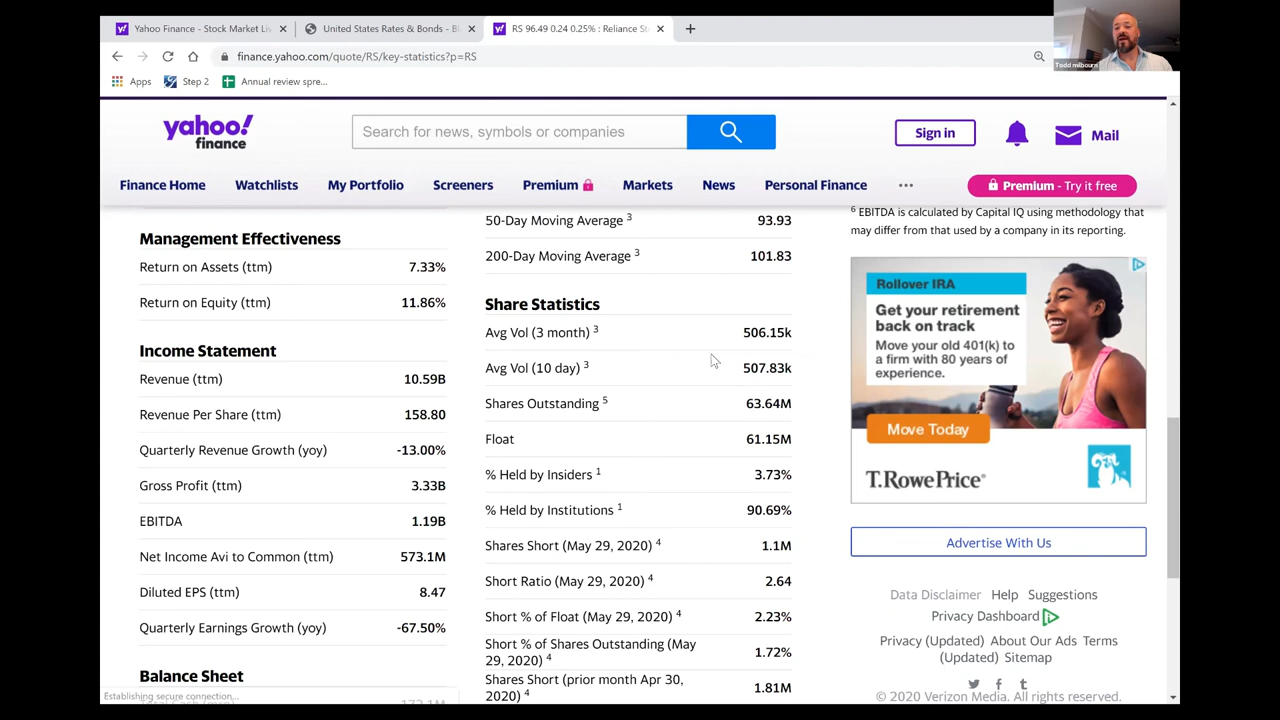 Yahoo Finance - Stock Market Li
United States Rates & Bonds - Bl
RS 96.49 0.24 0.25% : Reliance St
finance.yahoo.com/quote/RS/key-statistics?p=RS
Apps
Step 2
Annual review spre...
Todd milbourn
yahoo!
finance
Search for news, symbols or companies
Sign in
Mail
Finance Home
Watchlists
My Portfolio
Screeners
Premium
Markets
News
Personal Finance
...
Premium - Try it free
Management Effectiveness
Return on Assets (ttm) 7.33%
Return on Equity (ttm) 11.86%
Income Statement
Revenue (ttm) 10.59B
Revenue Per Share (ttm) 158.80
Quarterly Revenue Growth (yoy) -13.00%
Gross Profit (ttm) 3.33B
EBITDA 1.19B
Net Income Avi to Common (ttm) 573.1M
Diluted EPS (ttm) 8.47
Quarterly Earnings Growth (yoy) -67.50%
Balance Sheet
Establishing secure connection...
50-Day Moving Average 3 93.93
200-Day Moving Average 3 101.83
Share Statistics
Avg Vol (3 month) 3 506.15k
Avg Vol (10 day) 3 507.83k
Shares Outstanding 5 63.64M
Float 61.15M
% Held by Insiders 1 3.73%
% Held by Institutions 1 90.69%
Shares Short (May 29, 2020) 4 1.1M
Short Ratio (May 29, 2020) 4 2.64
Short % of Float (May 29, 2020) 4 2.23%
Short % of Shares Outstanding (May
29, 2020) 4 1.72%
Shares Short (prior month Apr 30,
2020) 4 1.81M
6 EBITDA is calculated by Capital IQ using methodology that
may differ from that used by a company in its reporting.
Rollover IRA
Get your retirement
back on track
Move your old 401(k) to
a firm with 80 years of
experience.
Move Today
T.RowePrice
Advertise With Us
Data Disclaimer Help Suggestions
Privacy Dashboard
Privacy (Updated) About Our Ads Terms
(Updated) Sitemap
© 2020 Verizon Media. All rights reserved.